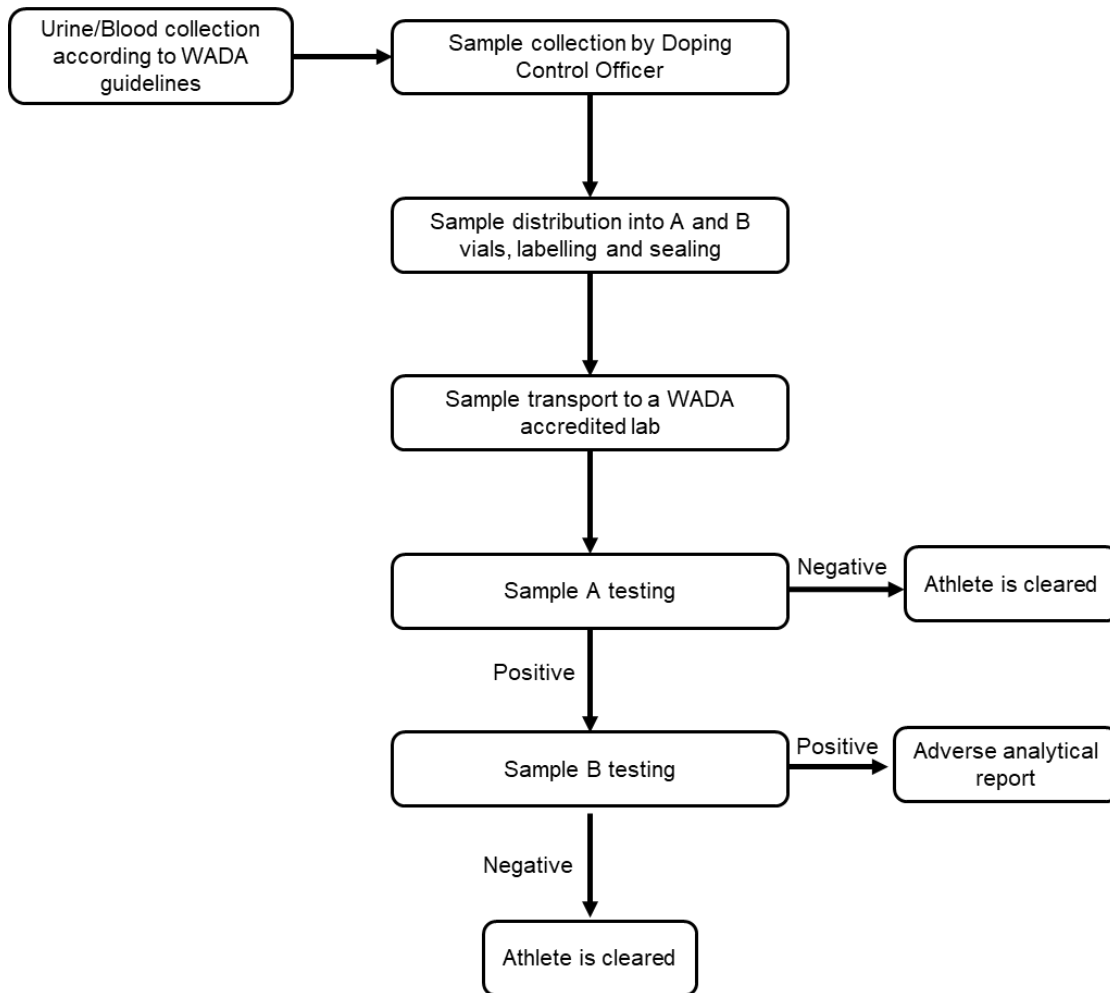 Urine/Blood collection
according to WADA
guidelines
Sample collection by Doping
Control Officer
Sample distribution into A and B
vials, labelling and sealing
Sample transport to a WADA
accredited lab
Sample A testing
Negative
Athlete is cleared
Positive
Sample B testing
Positive
Adverse analytical
report
Negative
Athlete is cleared